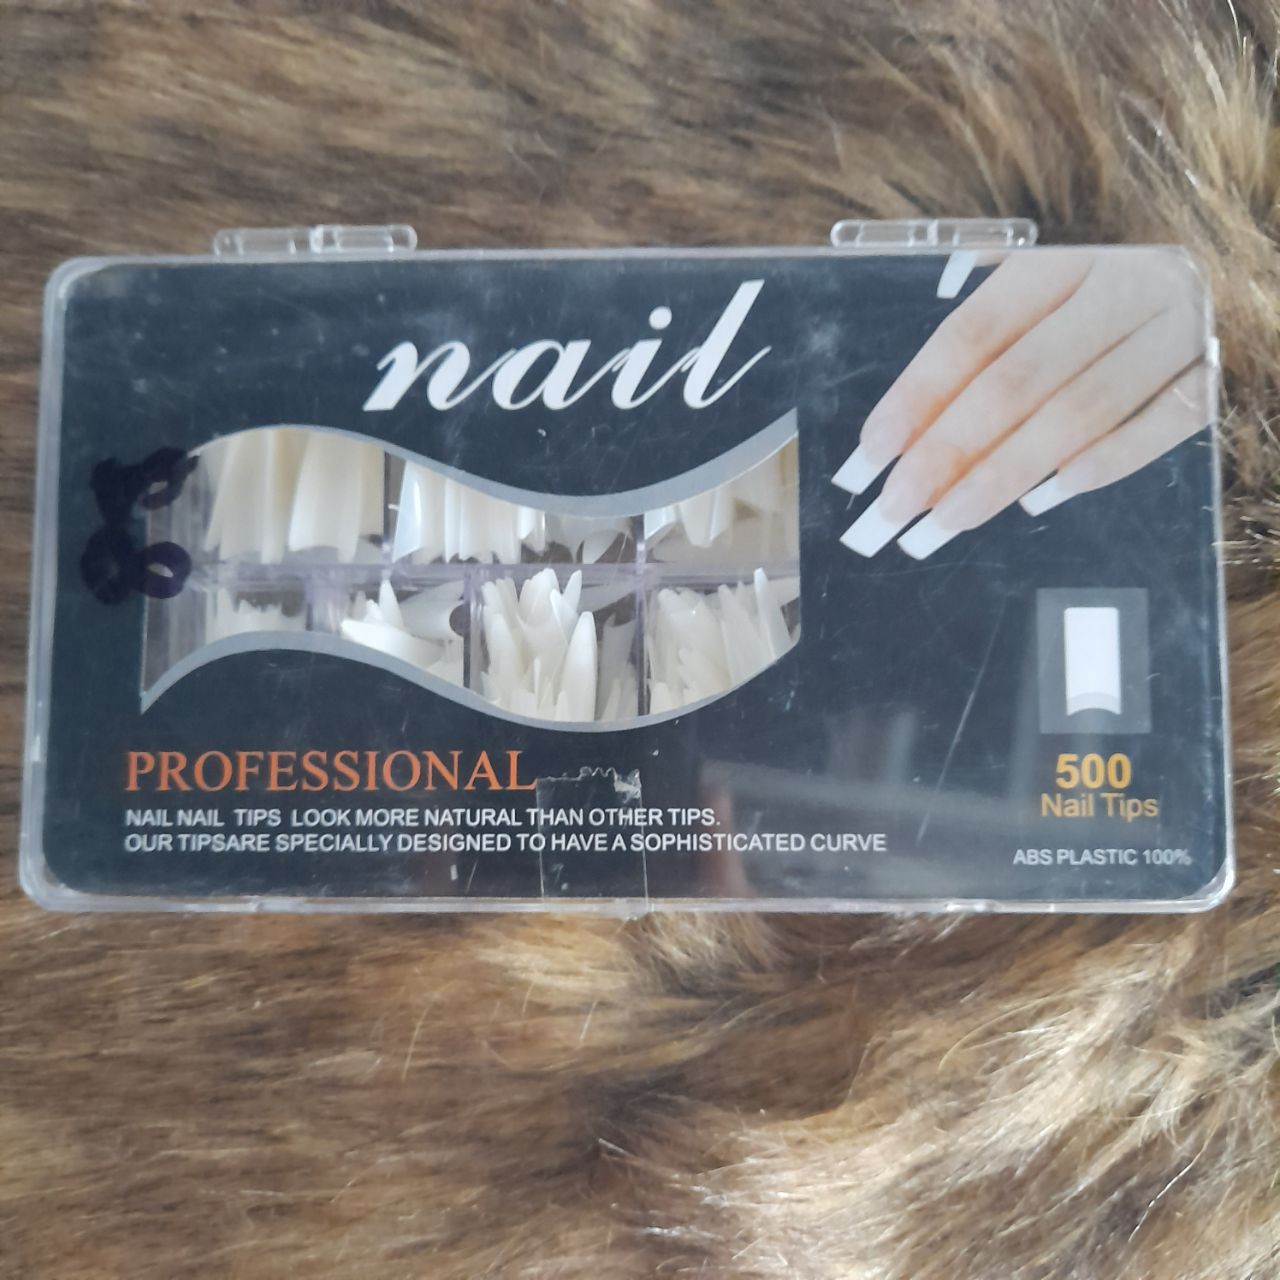 nail
PROFESSIONAL
NAIL NAIL TIPS LOOK MORE NATURAL THAN OTHER TIPS.
OUR TIPSARE SPECIALLY DESIGNED TO HAVE A SOPHISTICATED CURVE
500
Nail Tips
ABS PLASTIC 100%